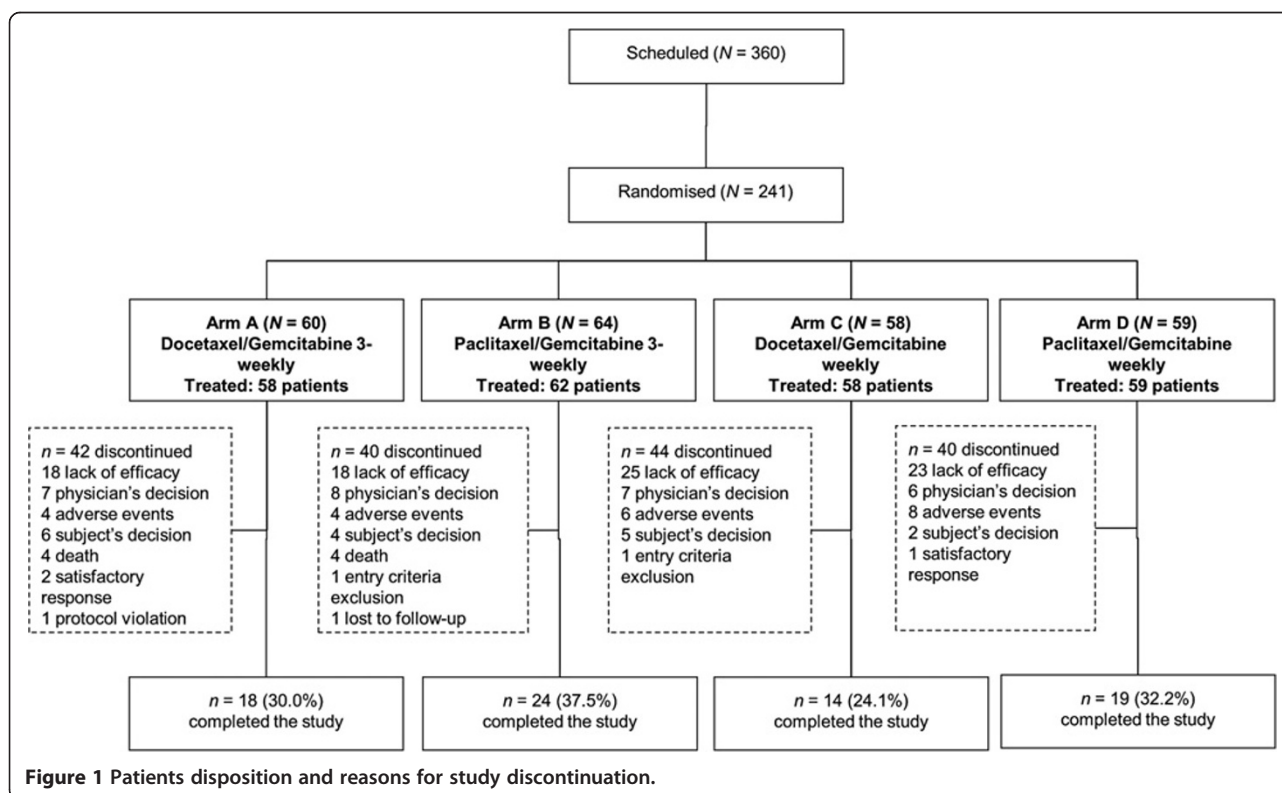 Scheduled (N = 360)
Randomised (N = 241)
Arm A (N = 60)
Docetaxel/Gemcitabine 3-
weekly
Treated: 58 patients
Arm B (N = 64)
Paclitaxel/Gemcitabine 3-
weekly
Treated: 62 patients
Arm C (N = 58)
Docetaxel/Gemcitabine
weekly
Treated: 58 patients
Arm D (N = 59)
Paclitaxel/Gemcitabine
weekly
Treated: 59 patients
n = 42 discontinued
18 lack of efficacy
7 physician's decision
4 adverse events
6 subject's decision
4 death
2 satisfactory
response
1 protocol violation
n = 40 discontinued
18 lack of efficacy
8 physician's decision
4 adverse events
4 subject's decision
4 death
1 entry criteria
exclusion
1 lost to follow-up
n = 44 discontinued
25 lack of efficacy
7 physician's decision
6 adverse events
5 subject's decision
1 entry criteria
exclusion
n = 40 discontinued
23 lack of efficacy
6 physician's decision
8 adverse events
2 subject's decision
1 satisfactory
response
n = 18 (30.0%)
completed the study
n = 24 (37.5%)
completed the study
n = 14 (24.1%)
completed the study
n = 19 (32.2%)
completed the study
Figure 1 Patients disposition and reasons for study discontinuation.